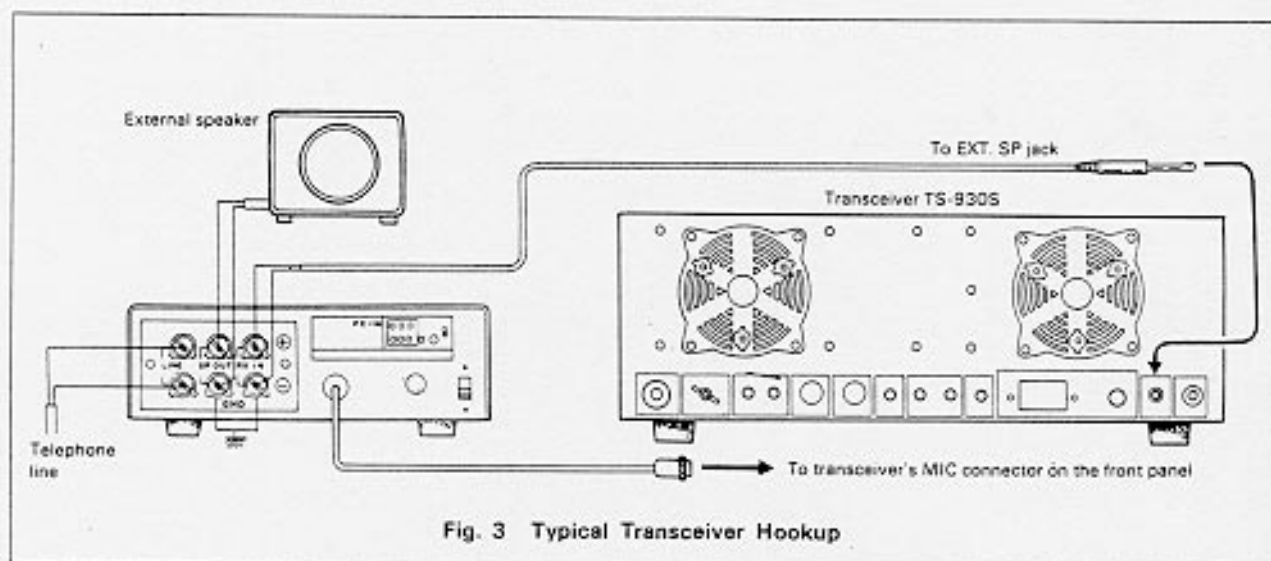 External speaker
To EXT. SP jack
Transceiver TS-930S
LINE SP OUT RX IN
GND
Telephone
line
To transceiver's MIC connector on the front panel
Fig. 3 Typical Transceiver Hookup